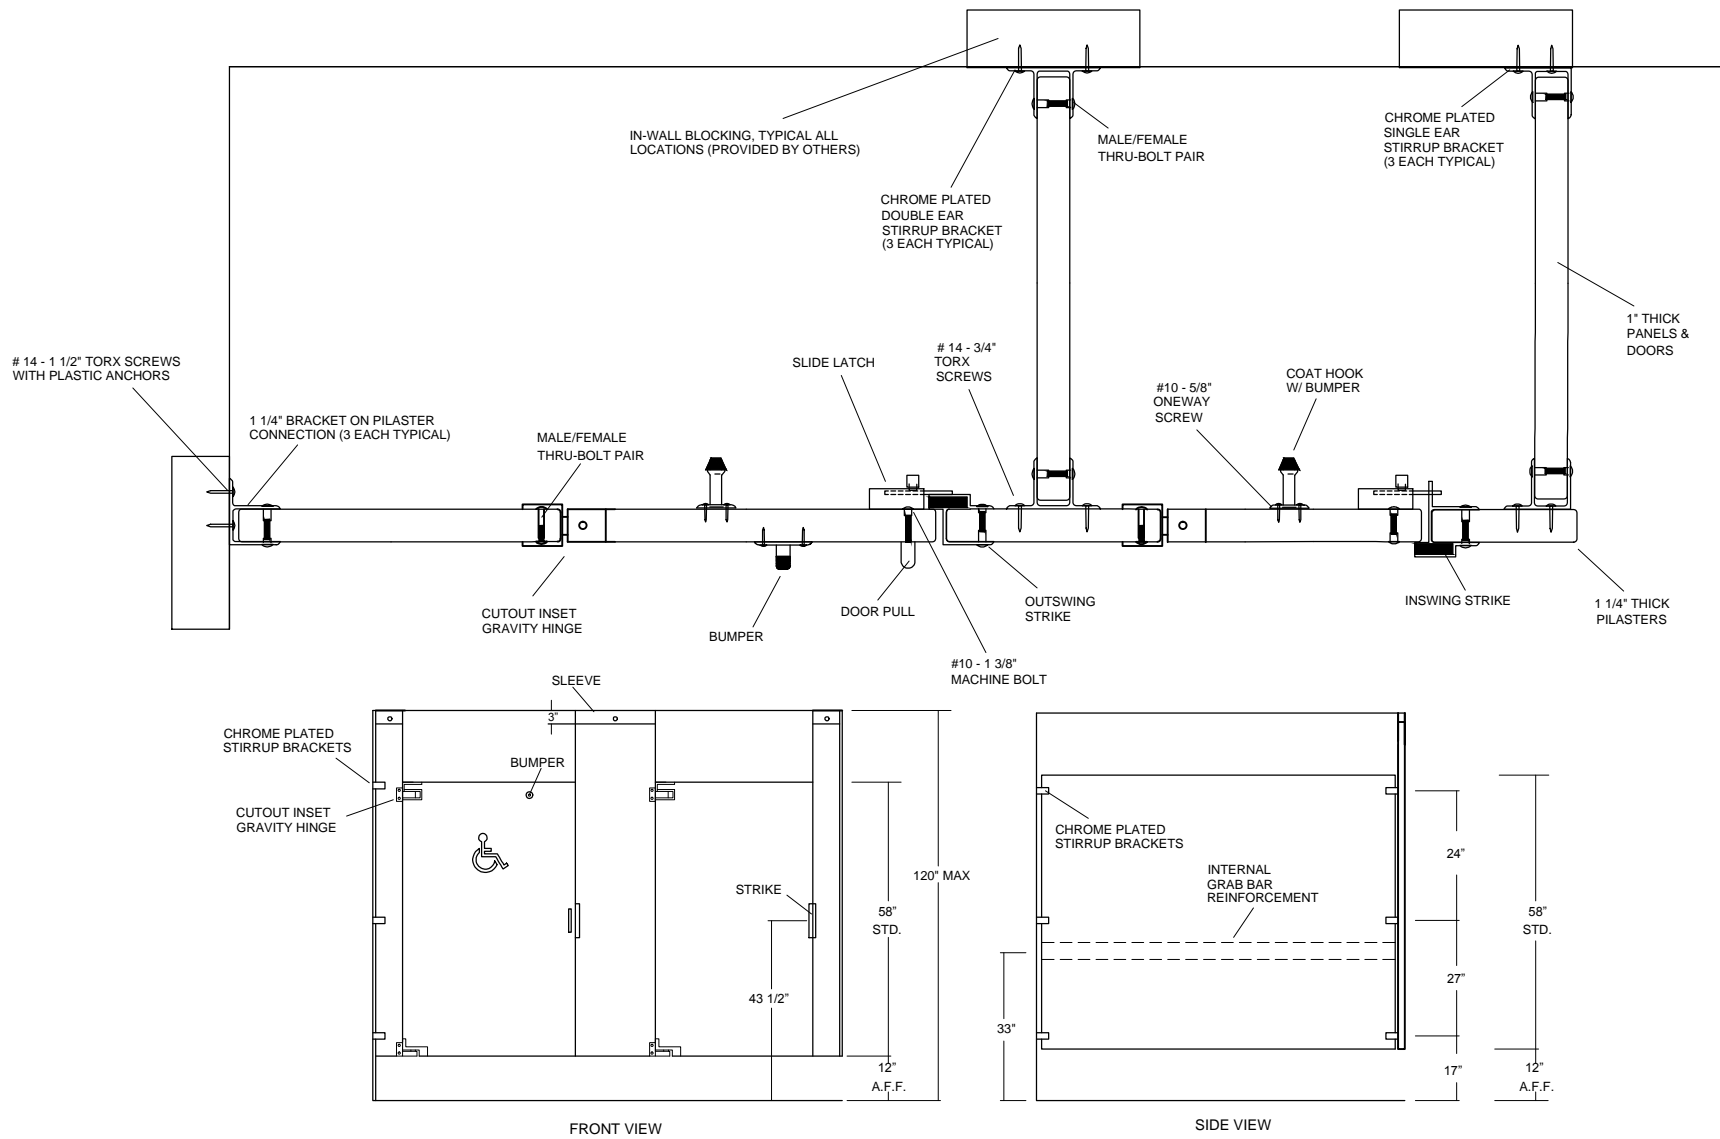 IN-WALL BLOCKING, TYPICAL ALL
LOCATIONS (PROVIDED BY OTHERS)
MALE/FEMALE
THRU-BOLT PAIR
CHROME PLATED
SINGLE EAR
STIRRUP BRACKET
(3 EACH TYPICAL)
CHROME PLATED
DOUBLE EAR
STIRRUP BRACKET
(3 EACH TYPICAL)
1" THICK
PANELS &
DOORS
# 14 - 1 1/2" TORX SCREWS
WITH PLASTIC ANCHORS
SLIDE LATCH
# 14 - 3/4"
TORX
SCREWS
#10 - 5/8"
ONEWAY
SCREW
COAT HOOK
W/ BUMPER
1 1/4" BRACKET ON PILASTER
CONNECTION (3 EACH TYPICAL)
MALE/FEMALE
THRU-BOLT PAIR
CUTOUT INSET
GRAVITY HINGE
BUMPER
DOOR PULL
OUTSWING
STRIKE
INSWING STRIKE
1 1/4" THICK
PILASTERS
#10 - 1 3/8"
MACHINE BOLT
SLEEVE
3"
CHROME PLATED
STIRRUP BRACKETS
BUMPER
CUTOUT INSET
GRAVITY HINGE
STRIKE
120" MAX
58”
STD.
43 1/2”
12”
A.F.F.
FRONT VIEW
CHROME PLATED
STIRRUP BRACKETS
INTERNAL
GRAB BAR
REINFORCEMENT
24”
58”
STD.
27”
33”
17”
12”
A.F.F.
SIDE VIEW